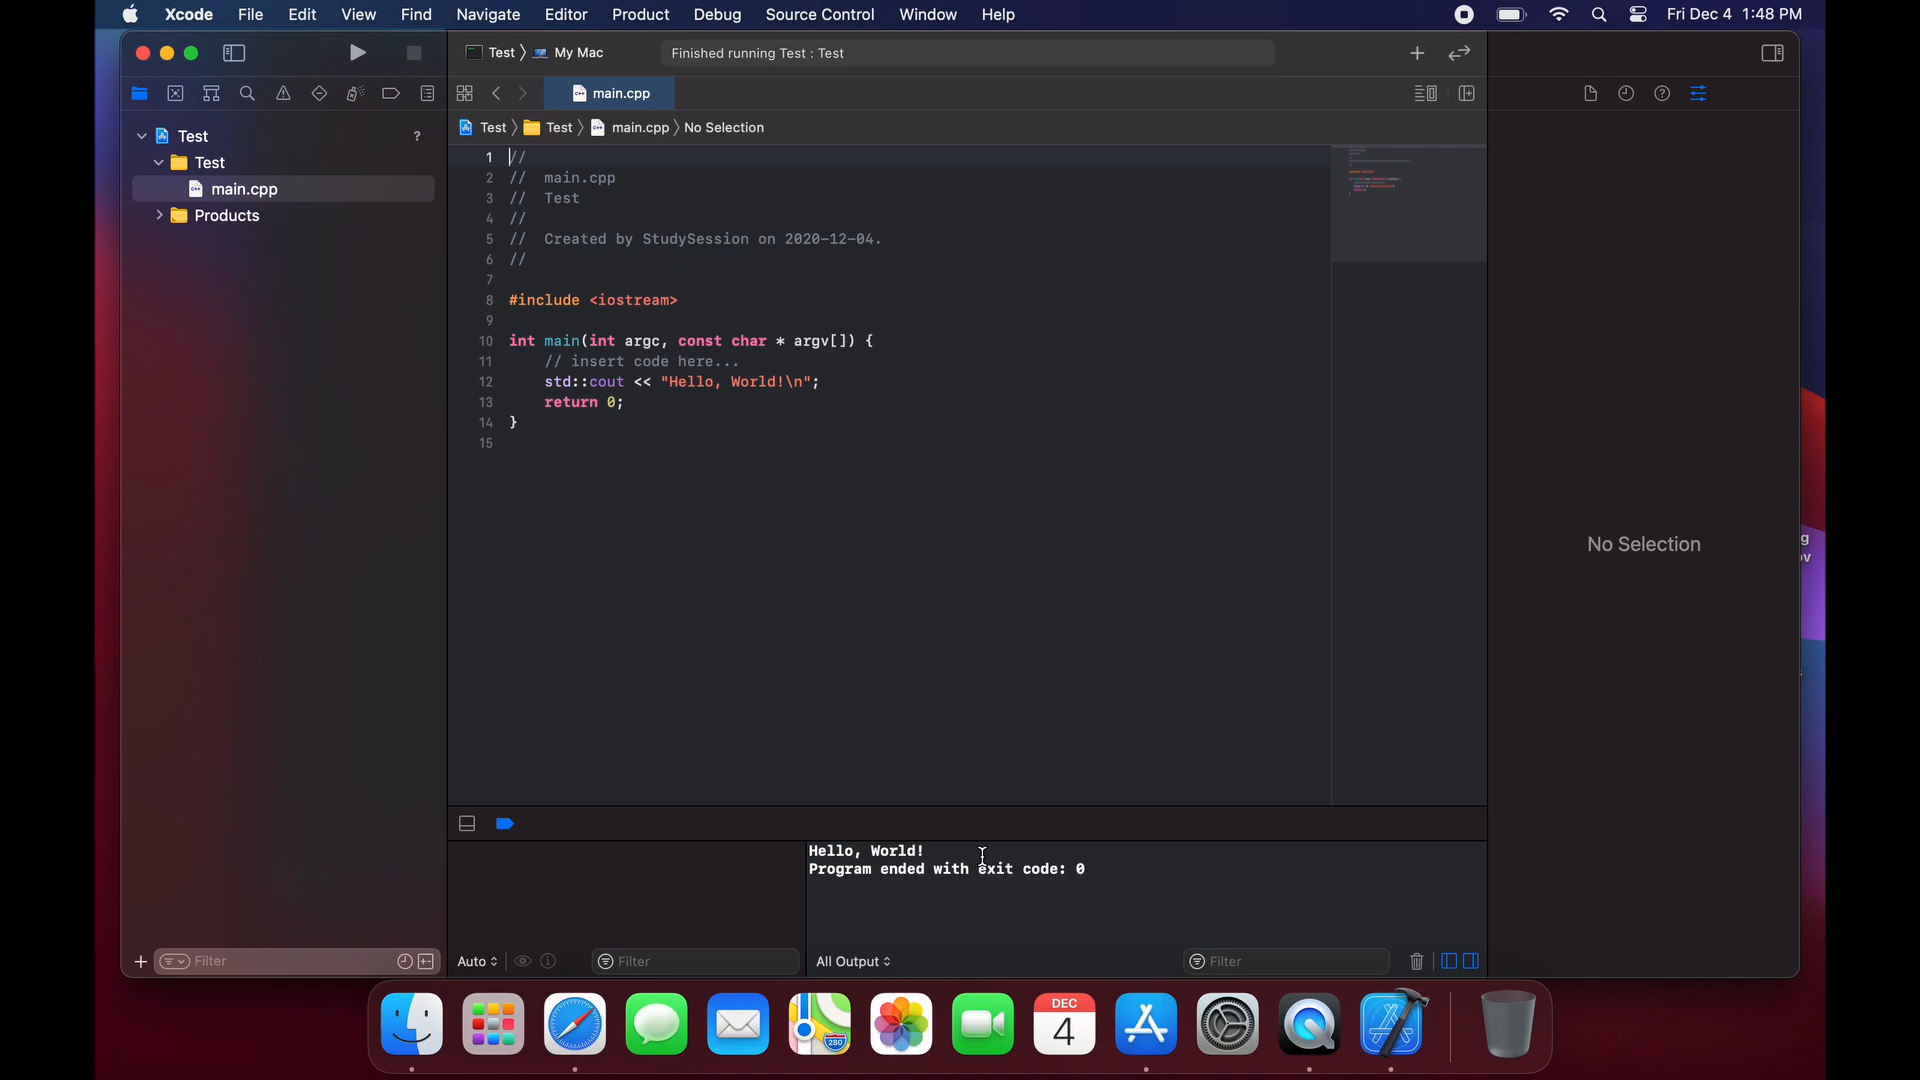 Xcode File Edit View Find Navigate Editor Product Debug Source Control Window Help Fri Dec 4 1:48 PM
Test 〉 My Mac
Finished running Test : Test
main.cpp
Test 〉 Test 〉 main.cpp 〉 No Selection
Test ?
Test
main.cpp
Products
1 //
2 //  main.cpp
3 //  Test
4 //
5 //  Created by StudySession on 2020-12-04.
6 //
7
8 #include <iostream>
9
10 int main(int argc, const char * argv[]) {
11     // insert code here...
12     std::cout << "Hello, World!\n";
13     return 0;
14 }
15
No Selection
g
ov
Hello, World!
Program ended with exit code: 0
Filter
Auto
Filter
All Output
Filter
280
DEC
4